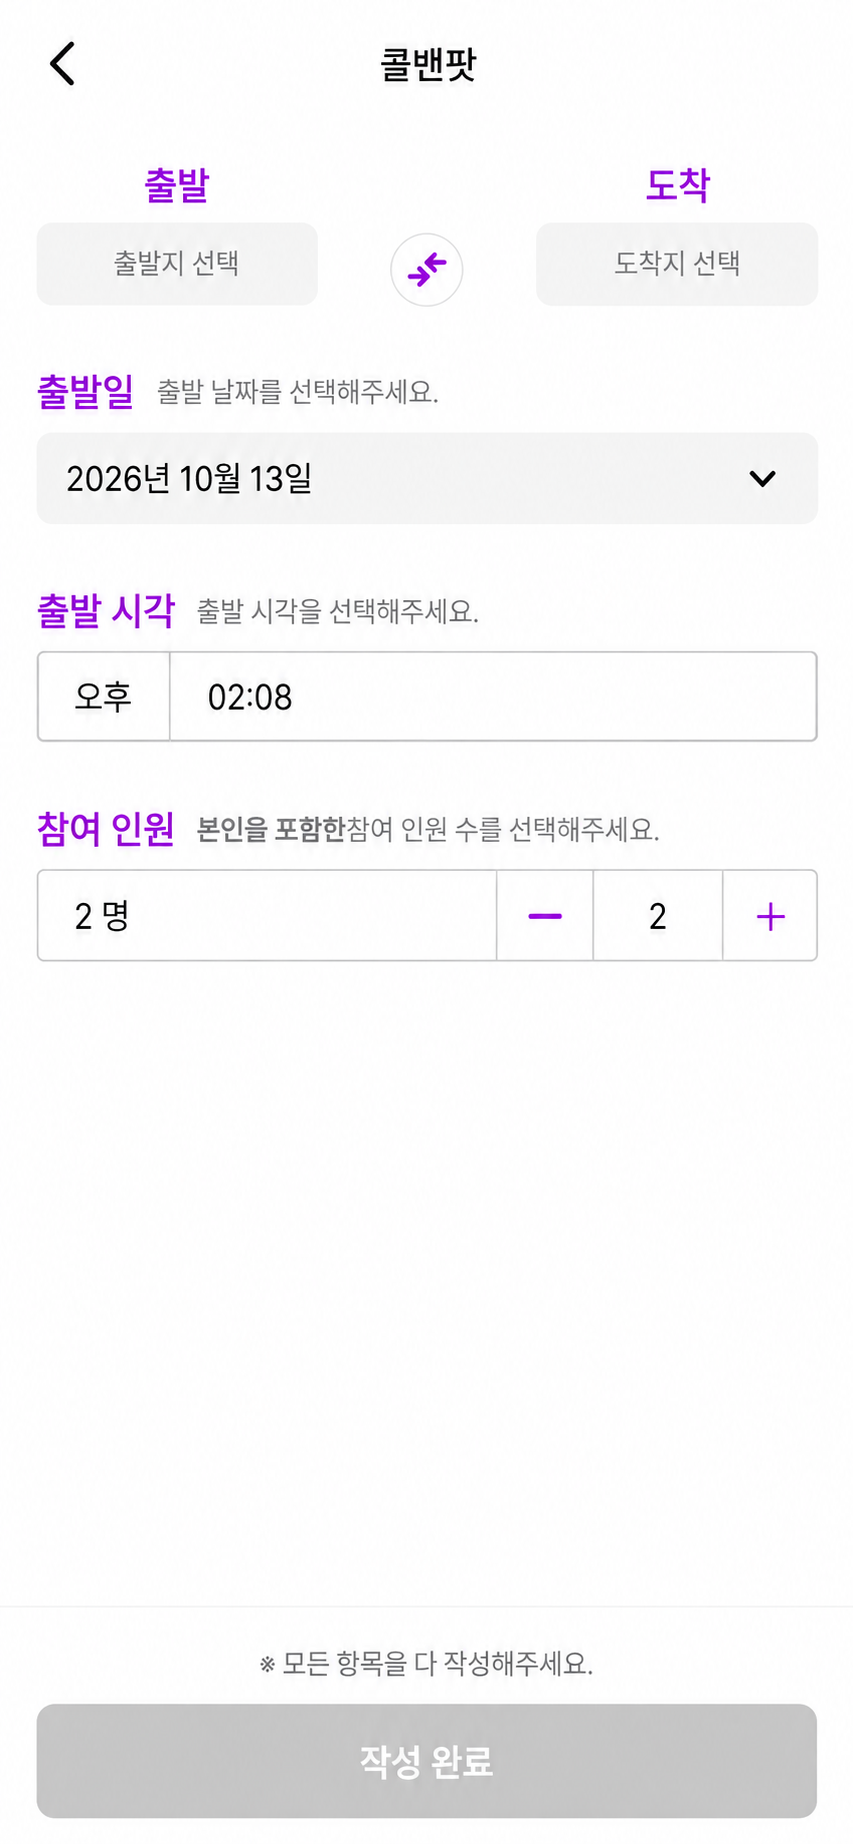 콜밴팟
출발
도착
출발지 선택
도착지 선택
출발일 출발 날짜를 선택해주세요.
2026년 10월 13일
출발 시각 출발 시각을 선택해주세요.
오후 02:08
참여 인원 본인을 포함한참여 인원 수를 선택해주세요.
2 명 2
※ 모든 항목을 다 작성해주세요.
작성 완료